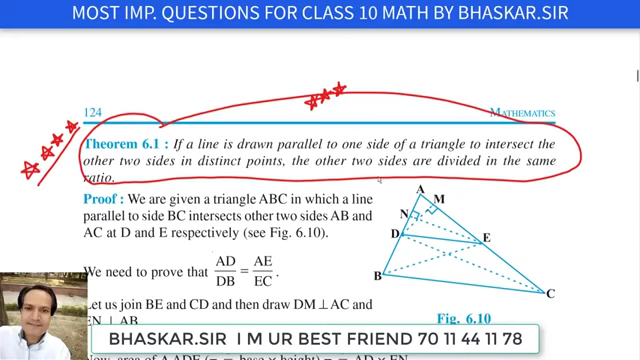 MOST IMP. QUESTIONS FOR CLASS 10 MATH BY BHASKAR.SIR
124 MATHEMATICS
Theorem 6.1 : If a line is drawn parallel to one side of a triangle to intersect the
other two sides in distinct points, the other two sides are divided in the same
ratio.
Proof : We are given a triangle ABC in which a line
parallel to side BC intersects other two sides AB and
AC at D and E respectively (see Fig. 6.10).
We need to prove that AD/DB = AE/EC .
Let us join BE and CD and then draw DM ⊥ AC and
EN ⊥ AB.
A
M
N
D
E
B
C
Fig. 6.10
BHASKAR.SIR I M UR BEST FRIEND 70 11 44 11 78